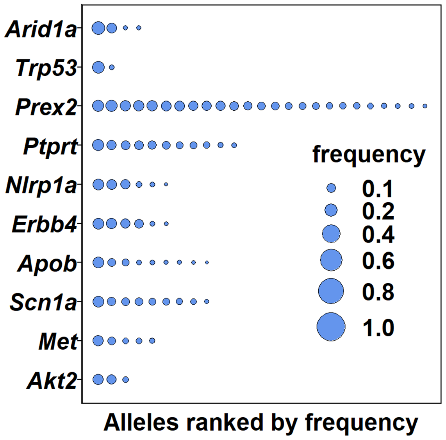 Arid1a
Trp53
Prex2
Ptprt
Nlrp1a
Erbb4
Apob
Scn1a
Met
Akt2
frequency
0.1
0.2
0.4
0.6
0.8
1.0
Alleles ranked by frequency